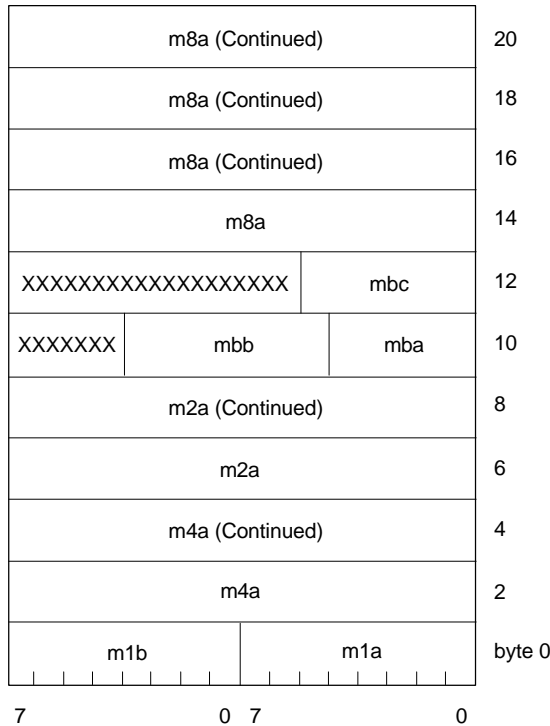 m8a (Continued) 20
m8a (Continued) 18
m8a (Continued) 16
m8a 14
XXXXXXXXXXXXXXXXXXX mbc 12
XXXXXXX mbb mba 10
m2a (Continued) 8
m2a 6
m4a (Continued) 4
m4a 2
m1b m1a byte 0
7 0 7 0